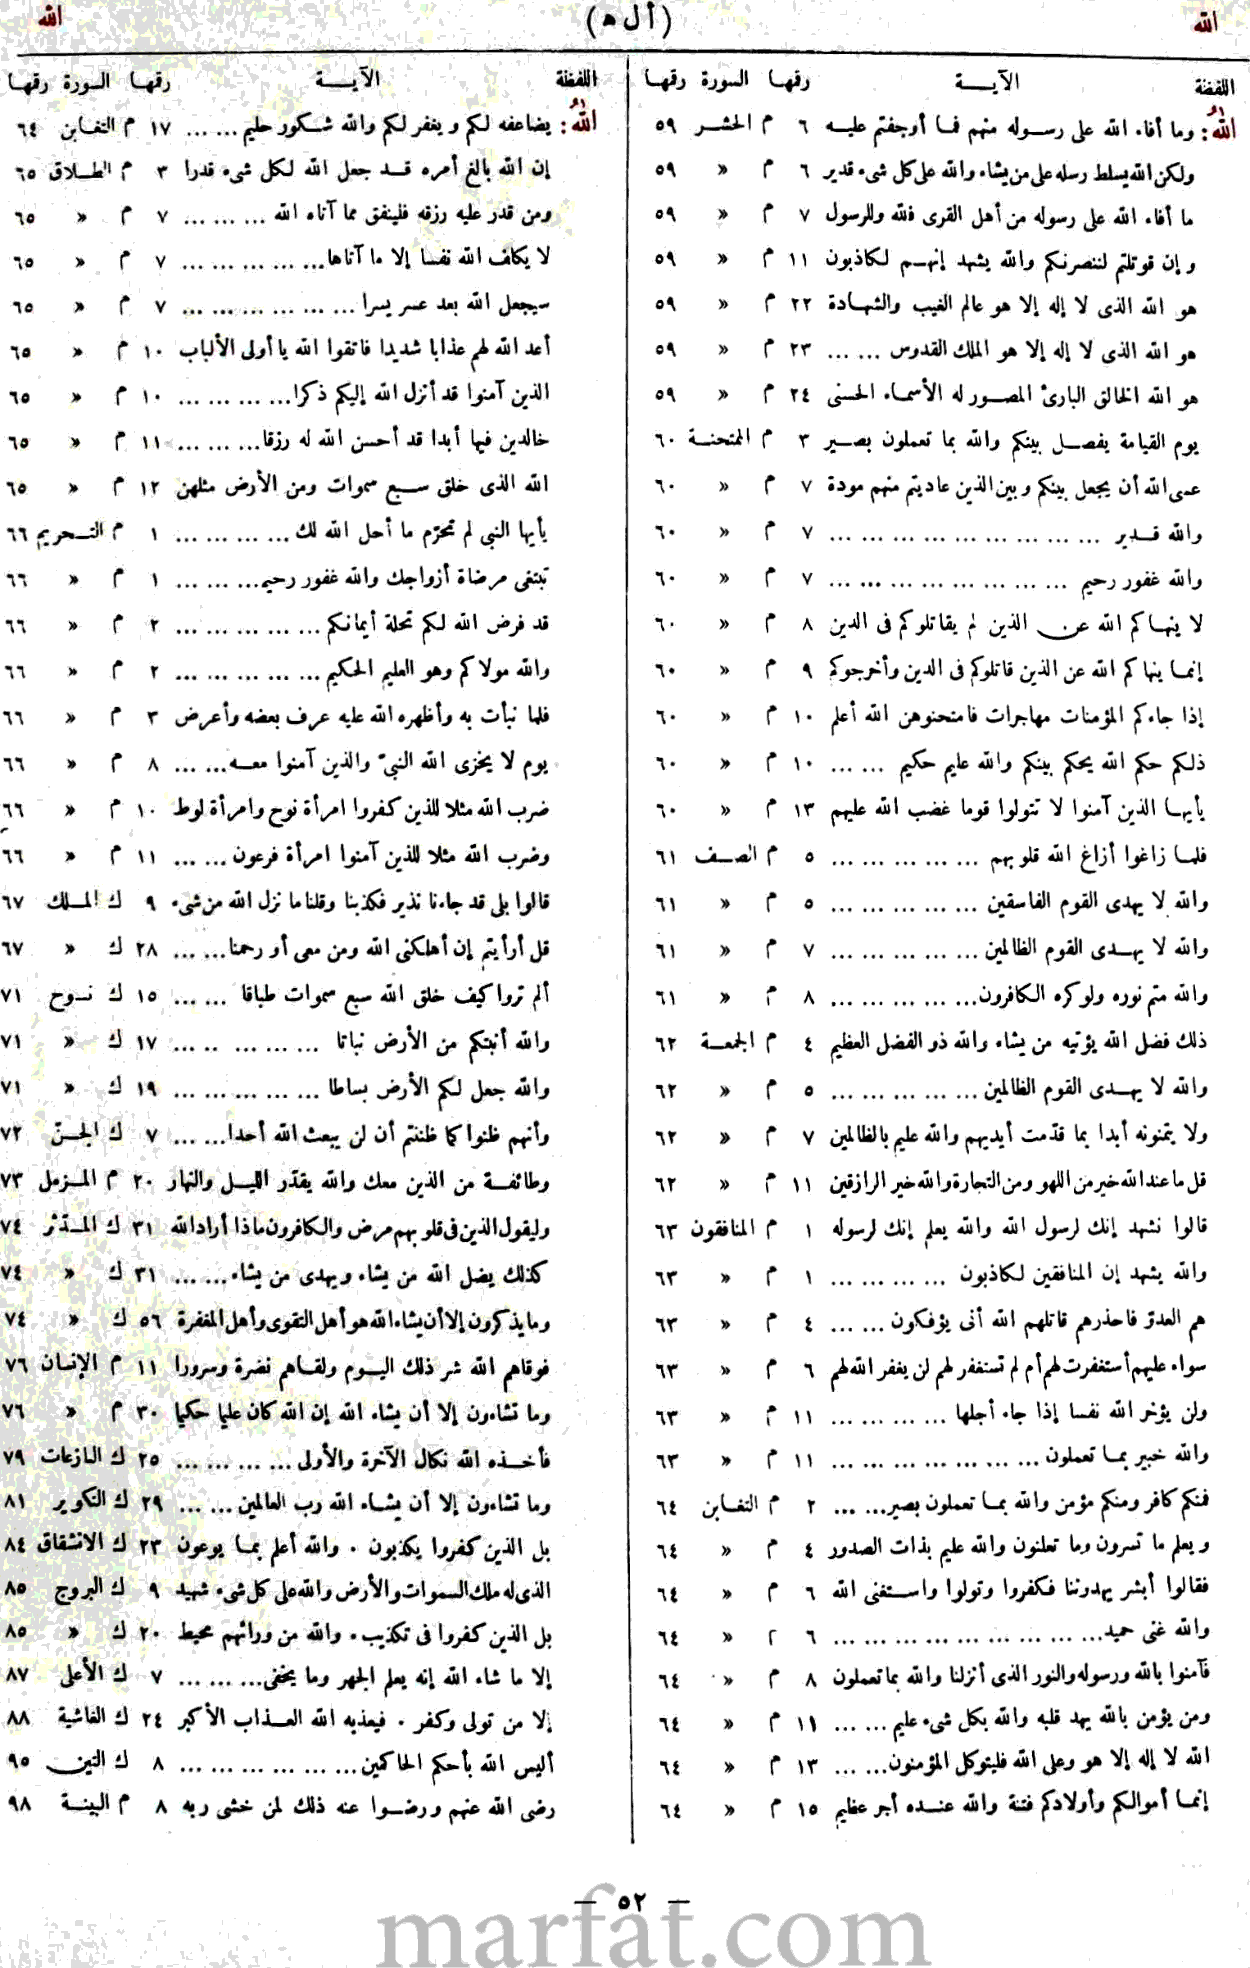 الله (أ ل ه) الله
اللفظة الآيـــة رقمها السورة رقمها
اللهُ: وما أفاء الله على رسوله منهم فما أوجفتم عليه ٦ م الحشر ٥٩
ولكن الله يسلط رسله على من يشاء والله على كل شىء قدير ٦ م » ٥٩
ما أفاء الله على رسوله من أهل القرى فلله وللرسول ٧ م » ٥٩
وإن قوتلتم لننصرنكم والله يشهد إنهم لكاذبون ١١ م » ٥٩
هو الله الذى لا إله إلا هو عالم الغيب والشهادة ٢٢ م » ٥٩
هو الله الذى لا إله إلا هو الملك القدوس ... ... ٢٣ م » ٥٩
هو الله الخالق البارئ المصور له الأسماء الحسنى ٢٤ م » ٥٩
يوم القيامة يفصل بينكم والله بما تعملون بصير ٣ م الممتحنة ٦٠
عسى الله أن يجعل بينكم وبين الذين عاديتم منهم مودة ٧ م » ٦٠
والله قدير ... ... ... ... ... ... ... ... ... ٧ م » ٦٠
والله غفور رحيم ... ... ... ... ... ... ... ... ٧ م » ٦٠
لا ينهاكم الله عن الذين لم يقاتلوكم فى الدين ٨ م » ٦٠
إنما ينهاكم الله عن الذين قاتلوكم فى الدين وأخرجوكم ٩ م » ٦٠
إذا جاءكم المؤمنات مهاجرات فامتحنوهن الله أعلم ١٠ م » ٦٠
ذلكم حكم الله يحكم بينكم والله عليم حكيم ... ... ١٠ م » ٦٠
يأيها الذين آمنوا لا تتولوا قوما غضب الله عليهم ١٣ م » ٦٠
فلما زاغوا أزاغ الله قلوبهم ... ... ... ... ... ٥ م الصف ٦١
والله لا يهدى القوم الفاسقين ... ... ... ... ... ٥ م » ٦١
والله لا يهدى القوم الظالمين ... ... ... ... ... ٧ م » ٦١
والله متم نوره ولو كره الكافرون ... ... ... ... ... ٨ م » ٦١
ذلك فضل الله يؤتيه من يشاء والله ذو الفضل العظيم ٤ م الجمعة ٦٢
والله لا يهدى القوم الظالمين ... ... ... ... ... ٥ م » ٦٢
ولا يتمنونه أبدا بما قدّمت أيديهم والله عليم بالظالمين ٧ م » ٦٢
قل ما عند الله خير من اللهو ومن التجارة والله خير الرازقين ١١ م » ٦٢
قالوا نشهد إنك لرسول الله والله يعلم إنك لرسوله ١ م المنافقون ٦٣
والله يشهد إن المنافقين لكاذبون ... ... ... ... ١ م » ٦٣
هم العدوّ فاحذرهم قاتلهم الله أنى يؤفكون ... ... ٤ م » ٦٣
سواء عليهم أستغفرت لهم أم لم تستغفر لهم لن يغفر الله لهم ٦ م » ٦٣
ولن يؤخر الله نفسا إذا جاء أجلها ... ... ... ... ١١ م » ٦٣
والله خبير بما تعملون ... ... ... ... ... ... ... ١١ م » ٦٣
فمنكم كافر ومنكم مؤمن والله بما تعملون بصير ... ... ٢ م التغابن ٦٤
ويعلم ما تسرون وما تعلنون والله عليم بذات الصدور ٤ م » ٦٤
فقالوا أبشر يهدوننا فكفروا وتولوا واستغنى الله ٦ م » ٦٤
والله غنى حميد ... ... ... ... ... ... ... ... ... ٦ م » ٦٤
فآمنوا بالله ورسوله والنور الذى أنزلنا والله بما تعملون ٨ م » ٦٤
ومن يؤمن بالله يهد قلبه والله بكل شىء عليم ... ... ١١ م » ٦٤
الله لا إله إلا هو وعلى الله فليتوكل المؤمنون ... ... ١٣ م » ٦٤
إنما أموالكم وأولادكم فتنة والله عنده أجر عظيم ١٥ م » ٦٤
اللفظة الآيـــة رقمها السورة رقمها
اللهُ: يضاعفه لكم ويغفر لكم والله شكور حليم ... ... ١٧ م التغابن ٦٤
إن الله بالغ أمره قد جعل الله لكل شىء قدرا ٣ م الطلاق ٦٥
ومن قدر عليه رزقه فلينفق مما آتاه الله ... ... ... ٧ م » ٦٥
لا يكلف الله نفسا إلا ما آتاها ... ... ... ... ... ٧ م » ٦٥
سيجعل الله بعد عسر يسرا ... ... ... ... ... ... ٧ م » ٦٥
أعد الله لهم عذابا شديدا فاتقوا الله يا أولى الألباب ١٠ م » ٦٥
الذين آمنوا قد أنزل الله إليكم ذكرا ... ... ... ... ١٠ م » ٦٥
خالدين فيها أبدا قد أحسن الله له رزقا ... ... ... ١١ م » ٦٥
الله الذى خلق سبع سموات ومن الأرض مثلهن ١٢ م » ٦٥
يأيها النبى لم تحرّم ما أحل الله لك ... ... ... ... ١ م التحريم ٦٦
تبتغى مرضاة أزواجك والله غفور رحيم ... ... ... ١ م » ٦٦
قد فرض الله لكم تحلة أيمانكم ... ... ... ... ... ٢ م » ٦٦
والله مولاكم وهو العليم الحكيم ... ... ... ... ... ٢ م » ٦٦
فلما نبأت به وأظهره الله عليه عرف بعضه وأعرض ٣ م » ٦٦
يوم لا يخزى الله النبىّ والذين آمنوا معه ... ... ٨ م » ٦٦
ضرب الله مثلا للذين كفروا امرأة نوح وامرأة لوط ١٠ م » ٦٦
وضرب الله مثلا للذين آمنوا امرأة فرعون ... ... ١١ م » ٦٦
قالوا بلى قد جاءنا نذير فكذبنا وقلنا ما نزل الله من شىء ٩ ك الملك ٦٧
قل أرأيتم إن أهلكنى الله ومن معى أو رحمنا ... ... ٢٨ ك » ٦٧
ألم تروا كيف خلق الله سبع سموات طباقا ... ... ١٥ ك نوح ٧١
والله أنبتكم من الأرض نباتا ... ... ... ... ... ١٧ ك » ٧١
والله جعل لكم الأرض بساطا ... ... ... ... ... ١٩ ك » ٧١
وأنهم ظنوا كما ظننتم أن لن يبعث الله أحدا ... ... ٧ ك الجنّ ٧٢
وطائفة من الذين معك والله يقدّر الليل والنهار ٢٠ م المزمل ٧٣
وليقول الذين فى قلوبهم مرض والكافرون ماذا أراد الله ٣١ ك المدّثر ٧٤
كذلك يضل الله من يشاء ويهدى من يشاء ... ... ٣١ ك » ٧٤
وما يذكرون إلا أن يشاء الله هو أهل التقوى وأهل المغفرة ٥٦ ك » ٧٤
فوقاهم الله شر ذلك اليوم ولقاهم نضرة وسرورا ١١ م الإنسان ٧٦
وما تشاءون إلا أن يشاء الله إن الله كان عليما حكيما ٣٠ م » ٧٦
فأخذه الله نكال الآخرة والأولى ... ... ... ... ٢٥ ك النازعات ٧٩
وما تشاءون إلا أن يشاء الله رب العالمين ... ... ٢٩ ك التكوير ٨١
بل الذين كفروا يكذبون . والله أعلم بما يوعون ٢٣ ك الانشقاق ٨٤
الذى له ملك السموات والأرض والله على كل شىء شهيد ٩ ك البروج ٨٥
بل الذين كفروا فى تكذيب . والله من ورائهم محيط ٢٠ ك » ٨٥
إلا ما شاء الله إنه يعلم الجهر وما يخفى ... ... ... ٧ ك الأعلى ٨٧
إلا من تولى وكفر . فيعذبه الله العذاب الأكبر ٢٤ ك الغاشية ٨٨
أليس الله بأحكم الحاكمين ... ... ... ... ... ... ٨ ك التين ٩٥
رضى الله عنهم ورضوا عنه ذلك لمن خشى ربه ٨ م البينة ٩٨
— ٥٢ —
marfat.com